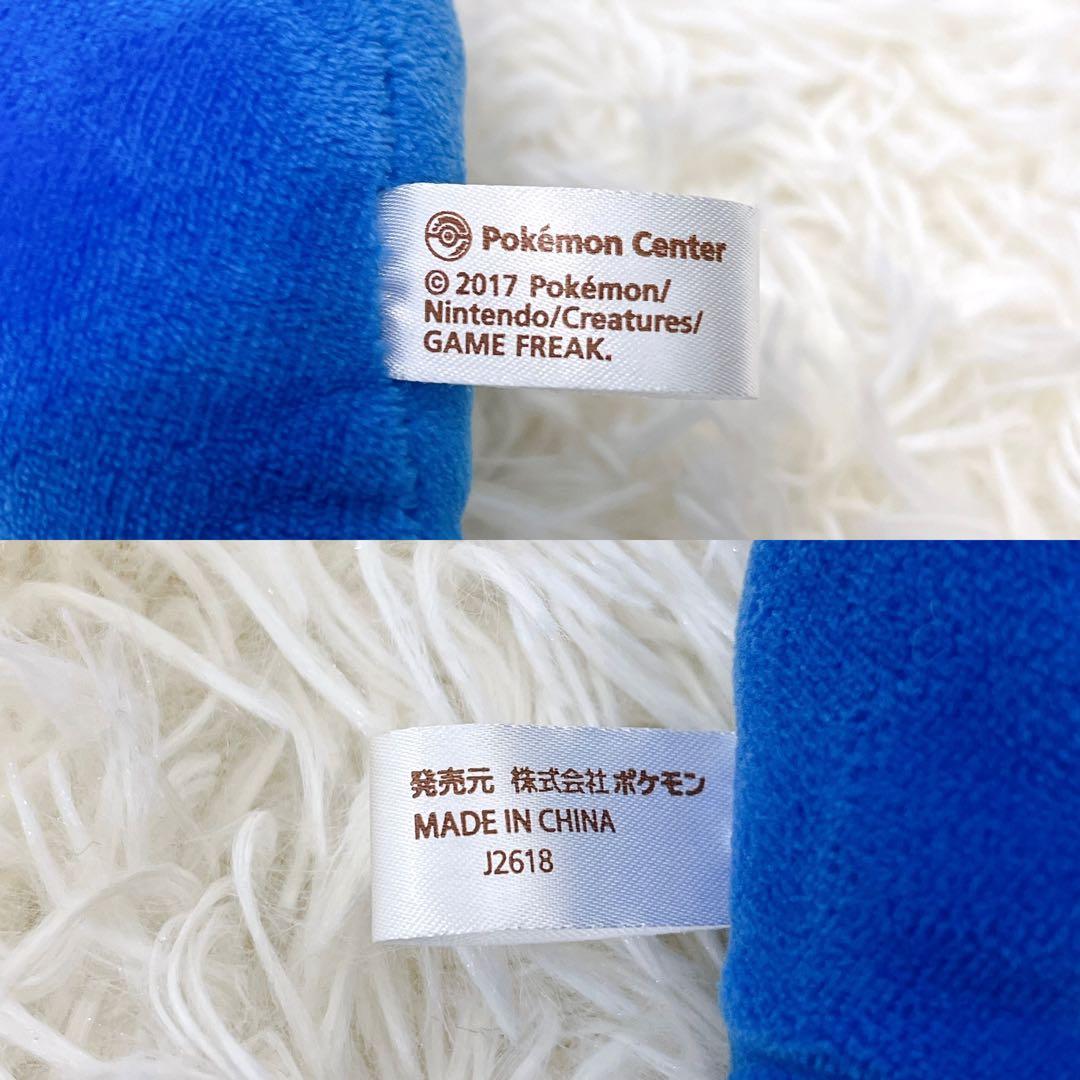 Pokémon Center
© 2017 Pokémon/
Nintendo/Creatures/
GAME FREAK.
発売元 株式会社ポケモン
MADE IN CHINA
J2618